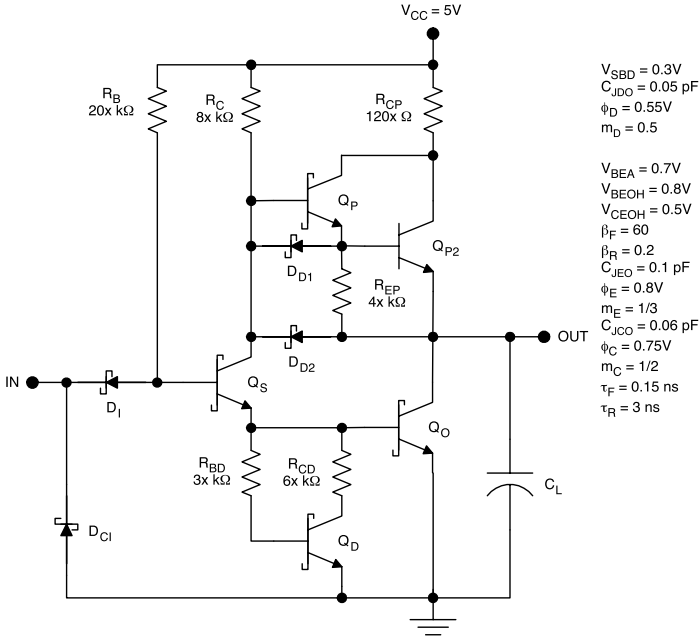 V_CC = 5V
R_B
20x kΩ
R_C
8x kΩ
R_CP
120x Ω
Q_P
Q_P2
D_D1
R_EP
4x kΩ
D_D2
OUT
IN
D_I
Q_S
Q_O
R_BD
3x kΩ
R_CD
6x kΩ
C_L
D_CI
Q_D
V_SBD = 0.3V
C_JDO = 0.05 pF
ϕ_D = 0.55V
m_D = 0.5
V_BEA = 0.7V
V_BEOH = 0.8V
V_CEOH = 0.5V
β_F = 60
β_R = 0.2
C_JEO = 0.1 pF
ϕ_E = 0.8V
m_E = 1/3
C_JCO = 0.06 pF
ϕ_C = 0.75V
m_C = 1/2
τ_F = 0.15 ns
τ_R = 3 ns